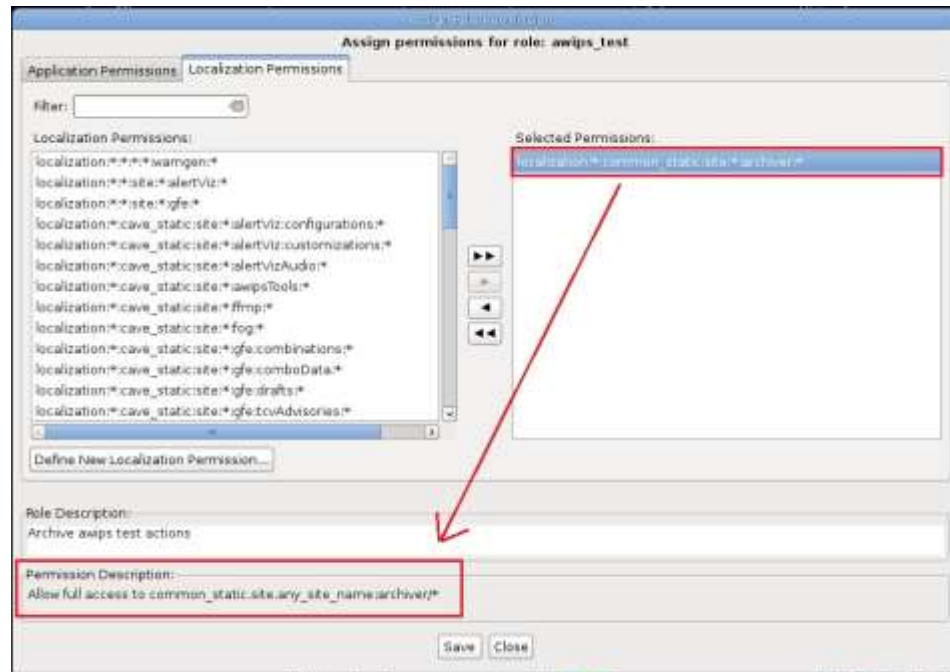 Assign permissions for role: awips_test
Application Permissions Localization Permissions
Filter:
Localization Permissions:
localization:*:*:*:*warngen:*
localization:*:*:site:*:alertViz:*
localization:*:*:site:*:gfe:*
localization:*:cave_static:site:*:alertViz:configurations:*
localization:*:cave_static:site:*:alertViz:customizations:*
localization:*:cave_static:site:*:alertVizAudio:*
localization:*:cave_static:site:*:awipsTools:*
localization:*:cave_static:site:*:ffmp:*
localization:*:cave_static:site:*:fog:*
localization:*:cave_static:site:*:gfe:combinations:*
localization:*:cave_static:site:*:gfe:comboData:*
localization:*:cave_static:site:*:gfe:drafts:*
localization:*:cave_static:site:*:gfe:tcvAdvisories:*
Selected Permissions:
localization:*:common_static:site:*:archiver:*
Define New Localization Permission...
Role Description:
Archive awips test actions
Permission Description:
Allow full access to common_static.site.any_site_name:archiver/*
Save Close